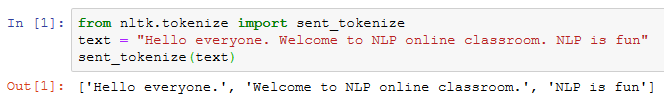 In [1]: from nltk.tokenize import sent_tokenize
text = "Hello everyone. Welcome to NLP online classroom. NLP is fun"
sent_tokenize(text)
Out[1]: ['Hello everyone.', 'Welcome to NLP online classroom.', 'NLP is fun']